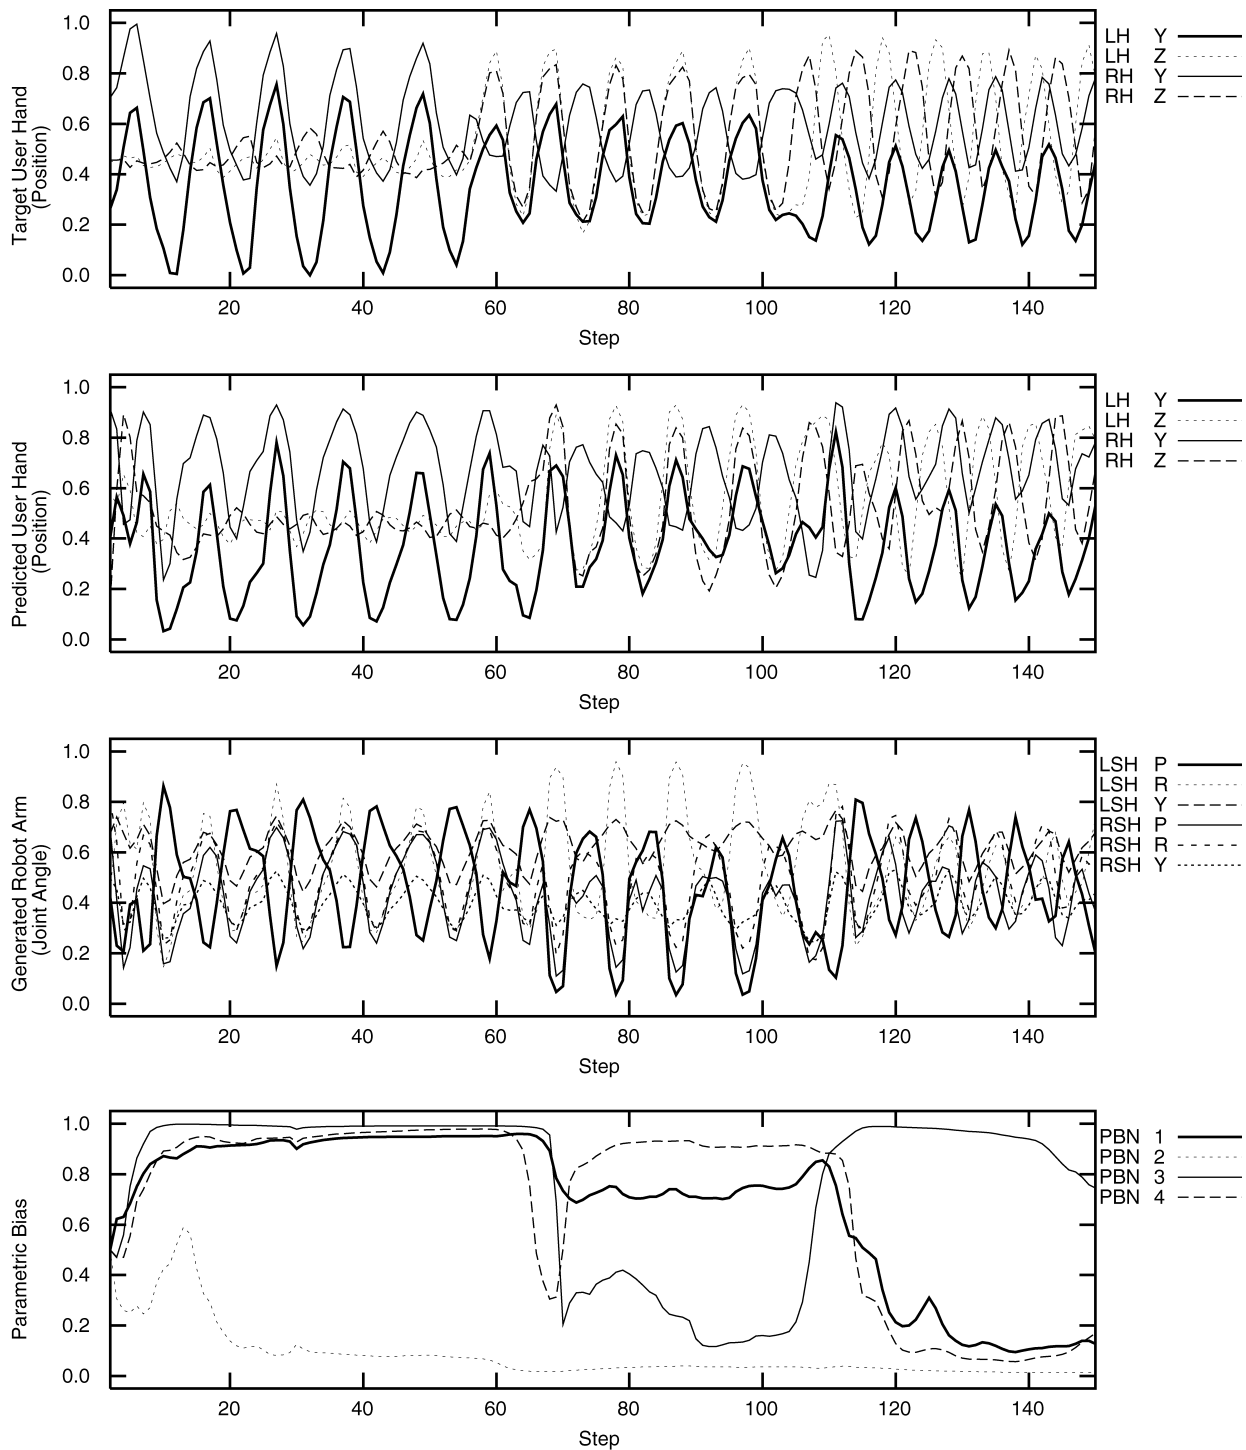 Target User Hand
(Position)
1.0
0.8
0.6
0.4
0.2
0.0
20 40 60 80 100 120 140
Step
LH Y
LH Z
RH Y
RH Z
Predicted User Hand
(Position)
1.0
0.8
0.6
0.4
0.2
0.0
20 40 60 80 100 120 140
Step
LH Y
LH Z
RH Y
RH Z
Generated Robot Arm
(Joint Angle)
1.0
0.8
0.6
0.4
0.2
0.0
20 40 60 80 100 120 140
Step
LSH P
LSH R
LSH Y
RSH P
RSH R
RSH Y
Parametric Bias
1.0
0.8
0.6
0.4
0.2
0.0
20 40 60 80 100 120 140
Step
PBN 1
PBN 2
PBN 3
PBN 4